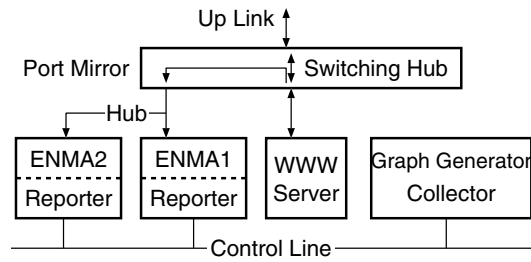 Up Link
Port Mirror
Switching Hub
Hub
ENMA2
Reporter
ENMA1
Reporter
WWW
Server
Graph Generator
Collector
Control Line